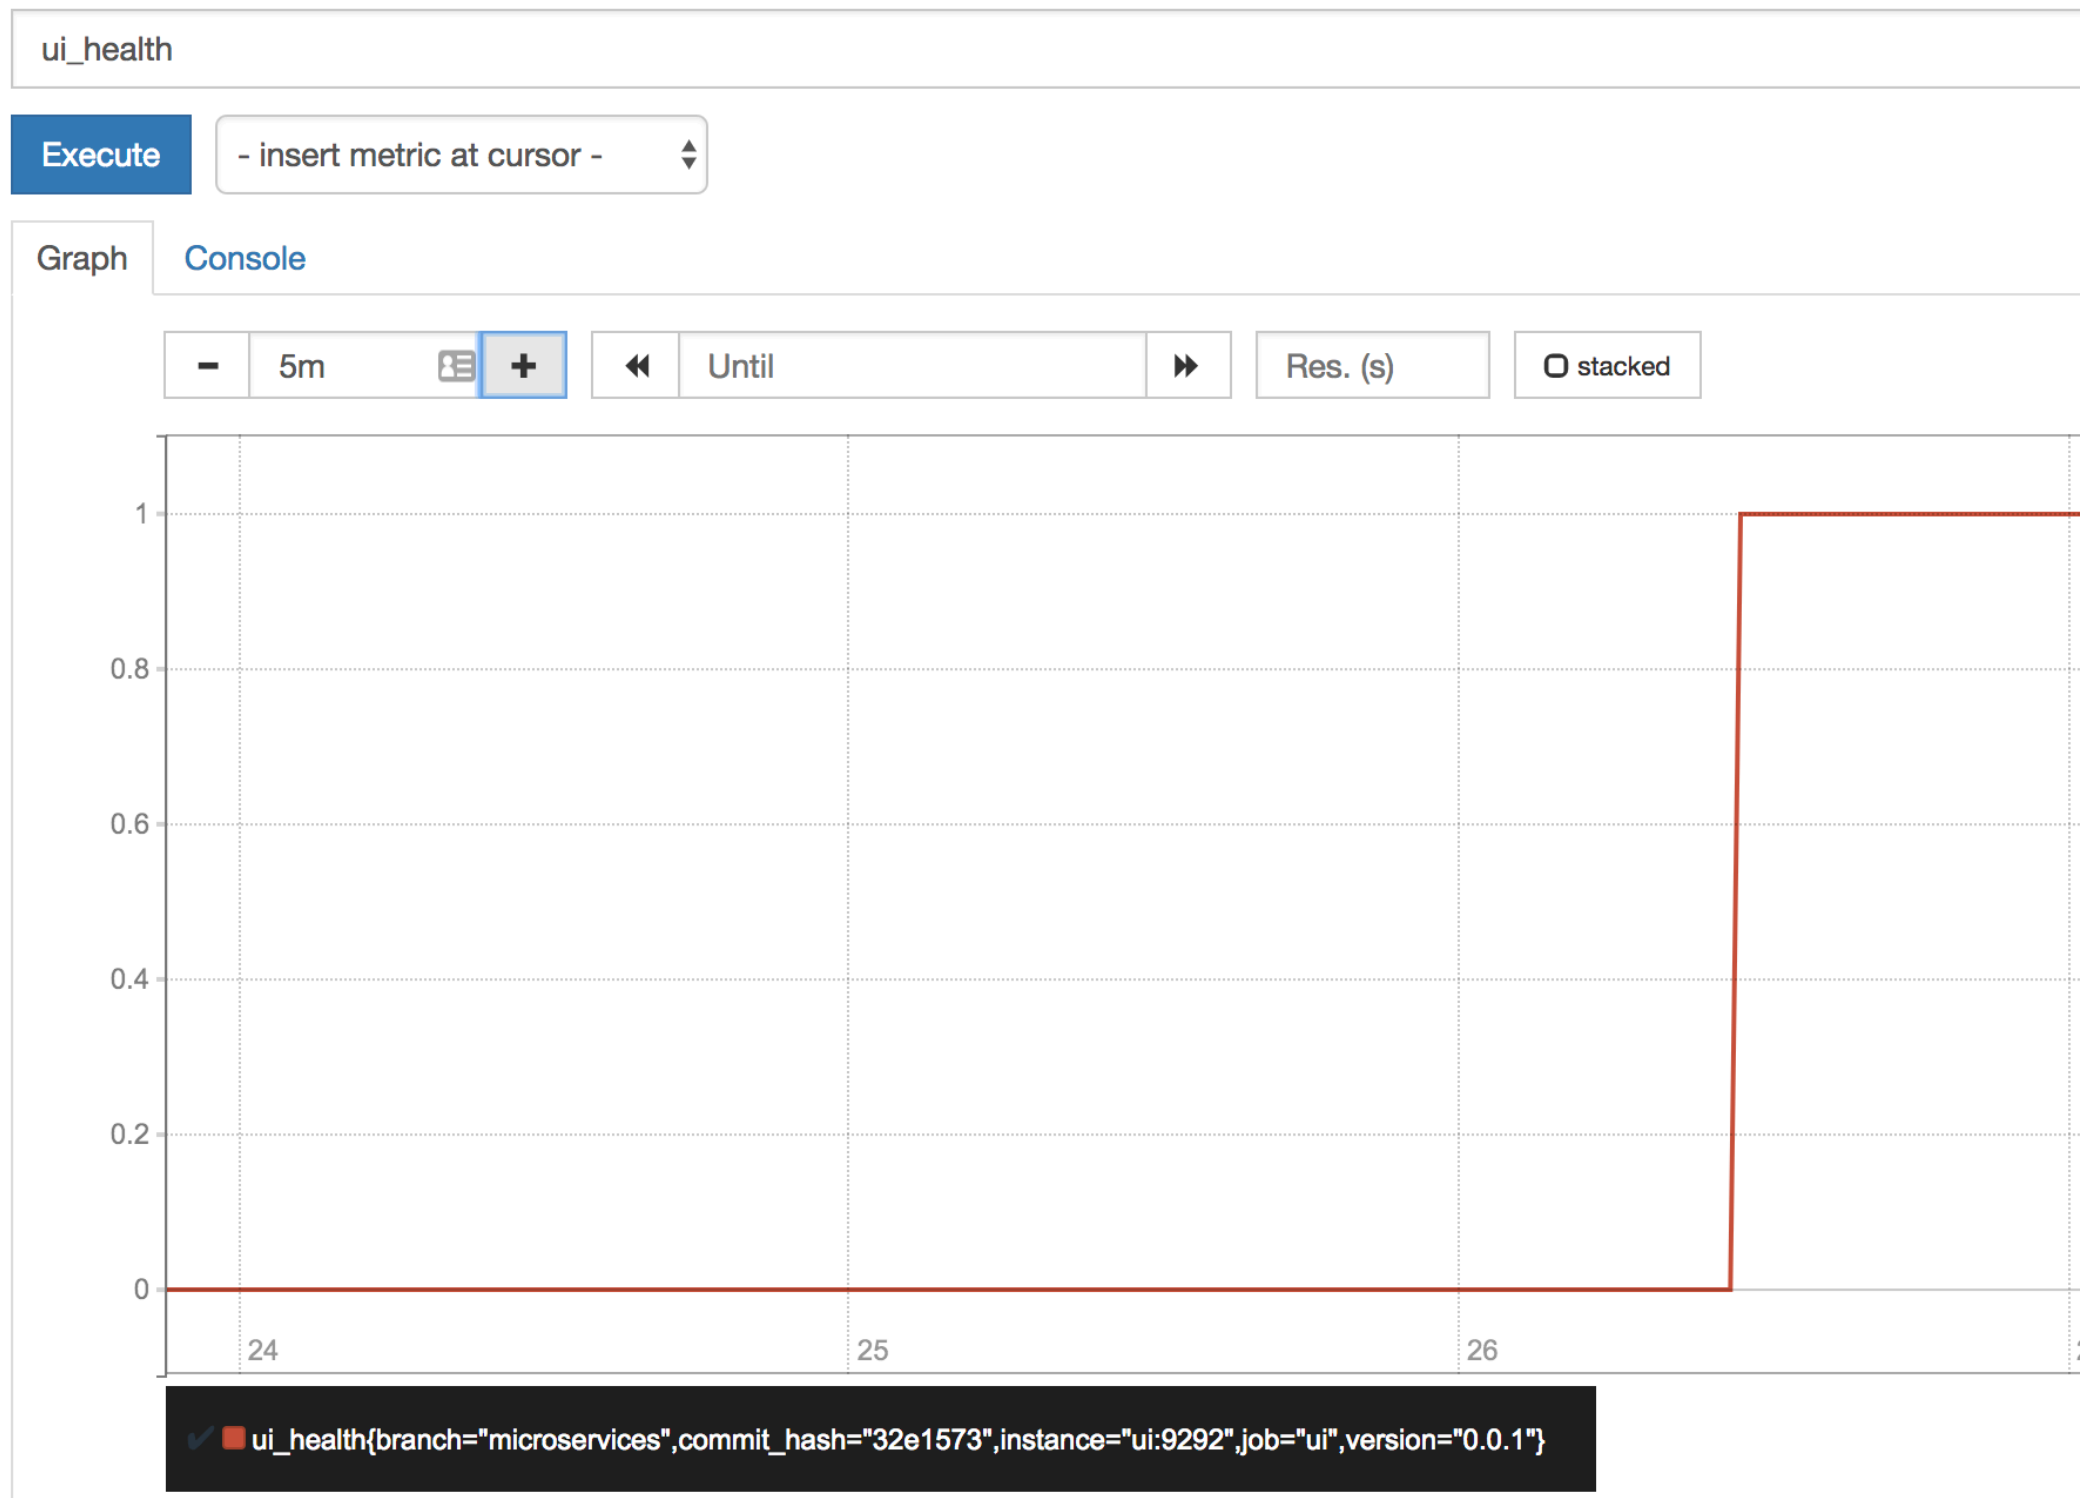 ui_health
Execute
- insert metric at cursor -
Graph Console
5m Until Res. (s) stacked
1
0.8
0.6
0.4
0.2
0
24 25 26
ui_health{branch="microservices",commit_hash="32e1573",instance="ui:9292",job="ui",version="0.0.1"}